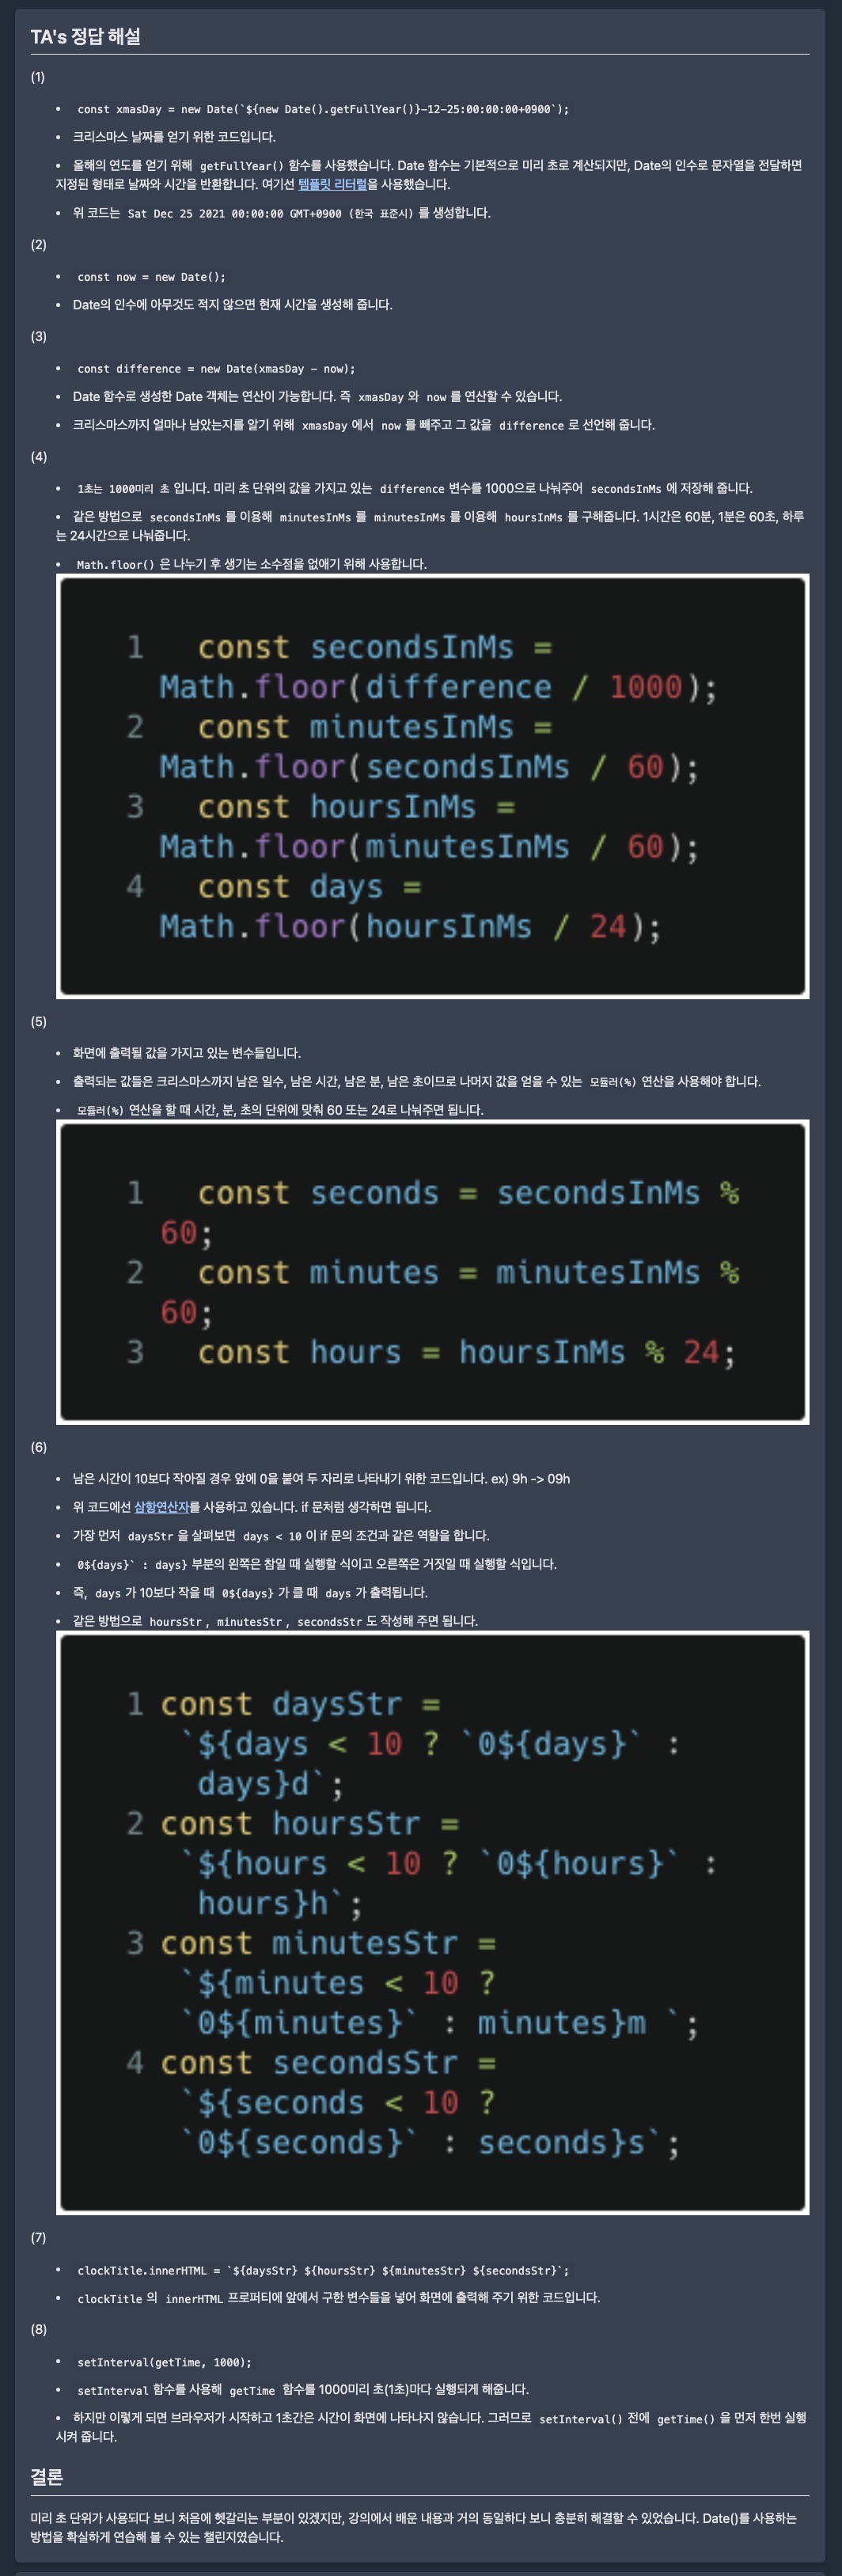 TA's 정답 해설
(1)
• const xmasDay = new Date(`${new Date().getFullYear()}-12-25:00:00:00+0900`);
• 크리스마스 날짜를 얻기 위한 코드입니다.
• 올해의 연도를 얻기 위해 getFullYear() 함수를 사용했습니다. Date 함수는 기본적으로 미리 초로 계산되지만, Date의 인수로 문자열을 전달하면
지정된 형태로 날짜와 시간을 반환합니다. 여기선 템플릿 리터럴을 사용했습니다.
• 위 코드는 Sat Dec 25 2021 00:00:00 GMT+0900 (한국 표준시) 를 생성합니다.
(2)
• const now = new Date();
• Date의 인수에 아무것도 적지 않으면 현재 시간을 생성해 줍니다.
(3)
• const difference = new Date(xmasDay - now);
• Date 함수로 생성한 Date 객체는 연산이 가능합니다. 즉 xmasDay 와 now 를 연산할 수 있습니다.
• 크리스마스까지 얼마나 남았는지를 알기 위해 xmasDay 에서 now 를 빼주고 그 값을 difference 로 선언해 줍니다.
(4)
• 1초는 1000미리 초 입니다. 미리 초 단위의 값을 가지고 있는 difference 변수를 1000으로 나눠주어 secondsInMs 에 저장해 줍니다.
• 같은 방법으로 secondsInMs 를 이용해 minutesInMs 를 minutesInMs 를 이용해 hoursInMs 를 구해줍니다. 1시간은 60분, 1분은 60초, 하루
는 24시간으로 나눠줍니다.
• Math.floor() 은 나누기 후 생기는 소수점을 없애기 위해 사용합니다.
1 const secondsInMs =
Math.floor(difference / 1000);
2 const minutesInMs =
Math.floor(secondsInMs / 60);
3 const hoursInMs =
Math.floor(minutesInMs / 60);
4 const days =
Math.floor(hoursInMs / 24);
(5)
• 화면에 출력될 값을 가지고 있는 변수들입니다.
• 출력되는 값들은 크리스마스까지 남은 일수, 남은 시간, 남은 분, 남은 초이므로 나머지 값을 얻을 수 있는 모듈러(%) 연산을 사용해야 합니다.
• 모듈러(%) 연산을 할 때 시간, 분, 초의 단위에 맞춰 60 또는 24로 나눠주면 됩니다.
1 const seconds = secondsInMs %
60;
2 const minutes = minutesInMs %
60;
3 const hours = hoursInMs % 24;
(6)
• 남은 시간이 10보다 작아질 경우 앞에 0을 붙여 두 자리로 나타내기 위한 코드입니다. ex) 9h -> 09h
• 위 코드에선 삼항연산자를 사용하고 있습니다. if 문처럼 생각하면 됩니다.
• 가장 먼저 daysStr 을 살펴보면 days < 10 이 if 문의 조건과 같은 역할을 합니다.
• 0${days}` : days} 부분의 왼쪽은 참일 때 실행할 식이고 오른쪽은 거짓일 때 실행할 식입니다.
• 즉, days 가 10보다 작을 때 0${days} 가 클 때 days 가 출력됩니다.
• 같은 방법으로 hoursStr , minutesStr , secondsStr 도 작성해 주면 됩니다.
1 const daysStr =
`${days < 10 ? `0${days}` :
days}d`;
2 const hoursStr =
`${hours < 10 ? `0${hours}` :
hours}h`;
3 const minutesStr =
`${minutes < 10 ?
`0${minutes}` : minutes}m `;
4 const secondsStr =
`${seconds < 10 ?
`0${seconds}` : seconds}s`;
(7)
• clockTitle.innerHTML = `${daysStr} ${hoursStr} ${minutesStr} ${secondsStr}`;
• clockTitle 의 innerHTML 프로퍼티에 앞에서 구한 변수들을 넣어 화면에 출력해 주기 위한 코드입니다.
(8)
• setInterval(getTime, 1000);
• setInterval 함수를 사용해 getTime 함수를 1000미리 초(1초)마다 실행되게 해줍니다.
• 하지만 이렇게 되면 브라우저가 시작하고 1초간은 시간이 화면에 나타나지 않습니다. 그러므로 setInterval() 전에 getTime() 을 먼저 한번 실행
시켜 줍니다.
결론
미리 초 단위가 사용되다 보니 처음에 헷갈리는 부분이 있겠지만, 강의에서 배운 내용과 거의 동일하다 보니 충분히 해결할 수 있었습니다. Date()를 사용하는
방법을 확실하게 연습해 볼 수 있는 챌린지였습니다.